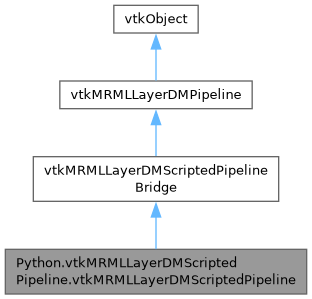 vtkObject
vtkMRMLLayerDMPipeline
vtkMRMLLayerDMScriptedPipeline
Bridge
Python.vtkMRMLLayerDMScripted
Pipeline.vtkMRMLLayerDMScriptedPipeline